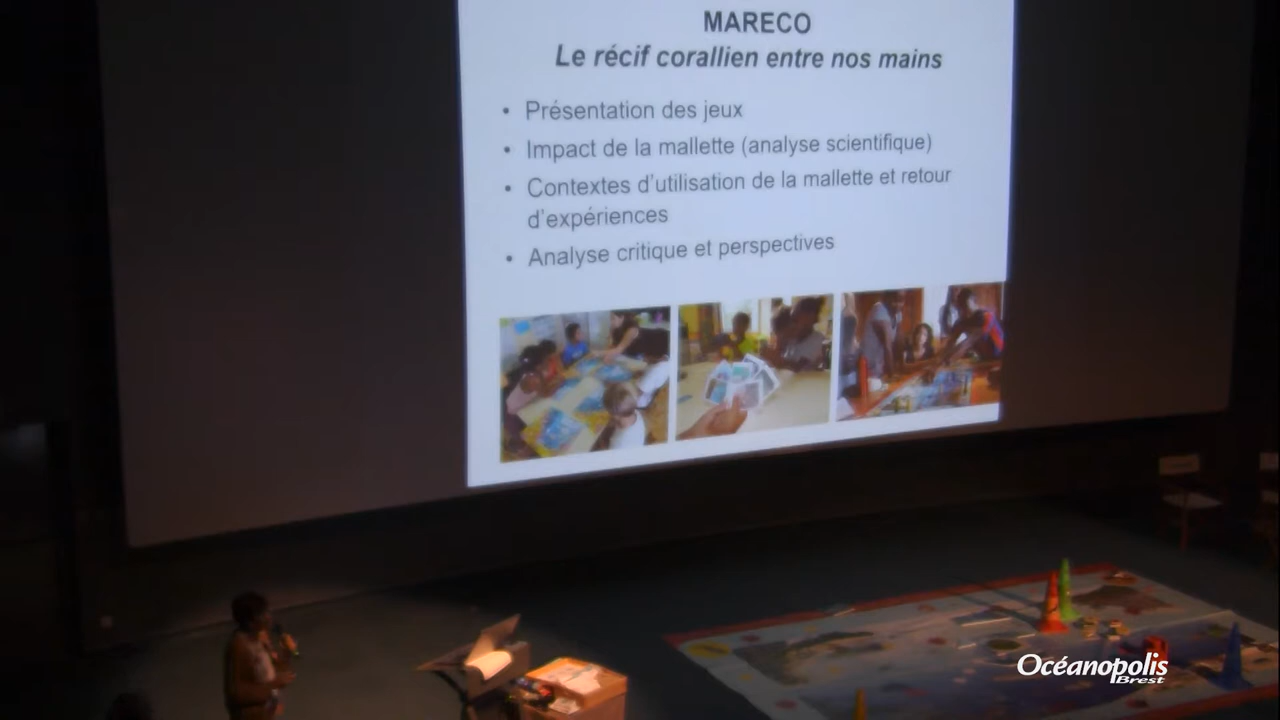 MARECO
Le récif corallien entre nos mains
• Présentation des jeux
• Impact de la mallette (analyse scientifique)
• Contextes d'utilisation de la mallette et retour
d'expériences
• Analyse critique et perspectives
Océanopolis
Brest